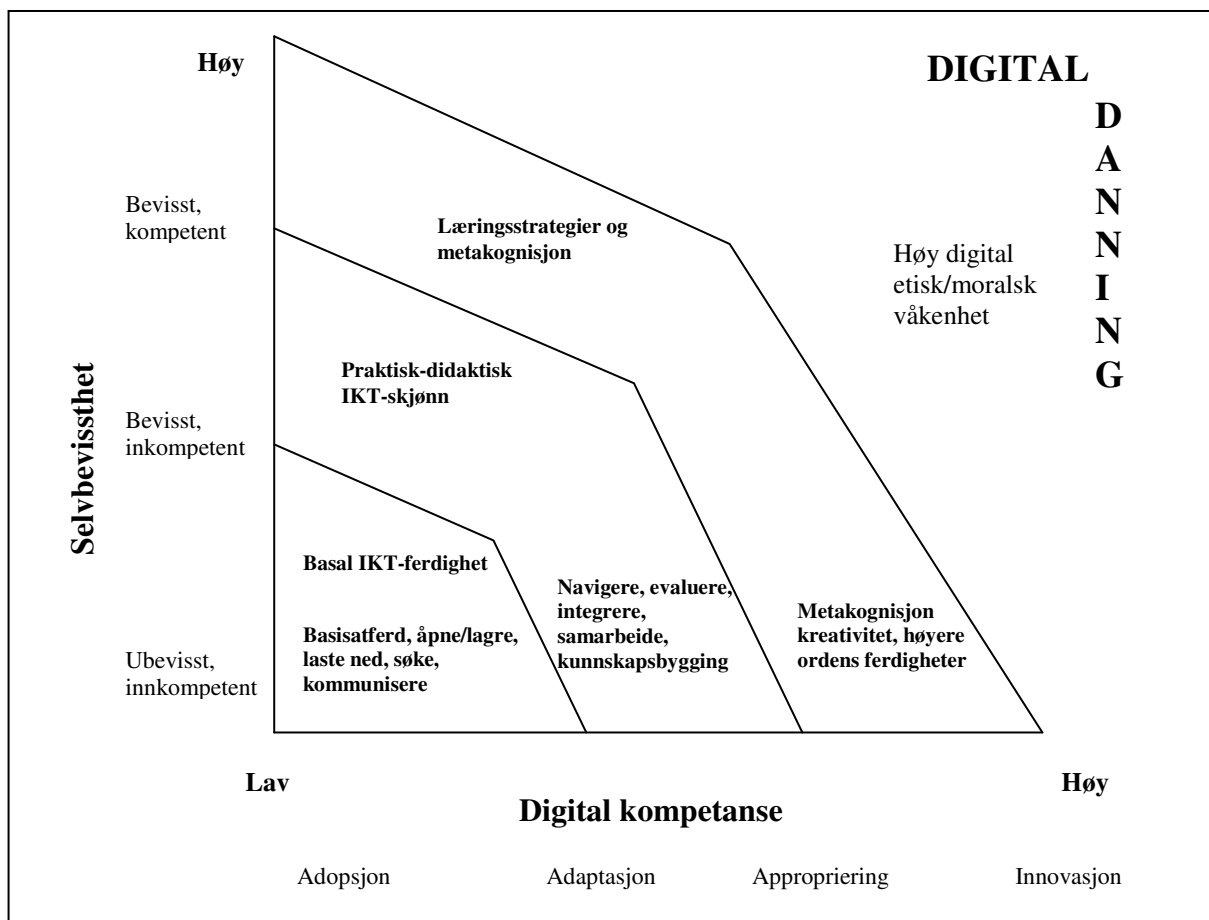 Høy
DIGITAL
DANNING
Bevisst,
kompetent
Læringsstrategier og
metakognisjon
Høy digital
etisk/moralsk
våkenhet
Praktisk-didaktisk
IKT-skjønn
Selvbevissthet
Bevisst,
inkompetent
Basal IKT-ferdighet
Basisatferd, åpne/lagre,
laste ned, søke,
kommunisere
Navigere, evaluere,
integrere,
samarbeide,
kunnskapsbygging
Metakognisjon
kreativitet, høyere
ordens ferdigheter
Ubevisst,
innkompetent
Lav
Høy
Digital kompetanse
Adopsjon
Adaptasjon
Appropriering
Innovasjon